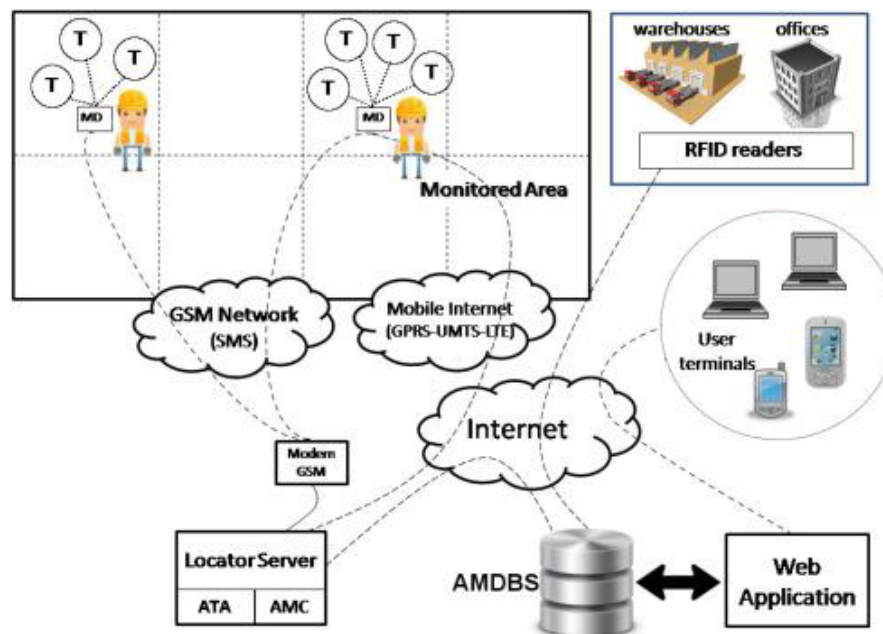 T
T
T
MD
T
T
T
T
MD
Monitored Area
warehouses
offices
RFID readers
GSM Network
(SMS)
Mobile Internet
(GPRS-UMTS-LTE)
User
terminals
Internet
Modem
GSM
Locator Server
ATA
AMC
AMDBS
Web
Application